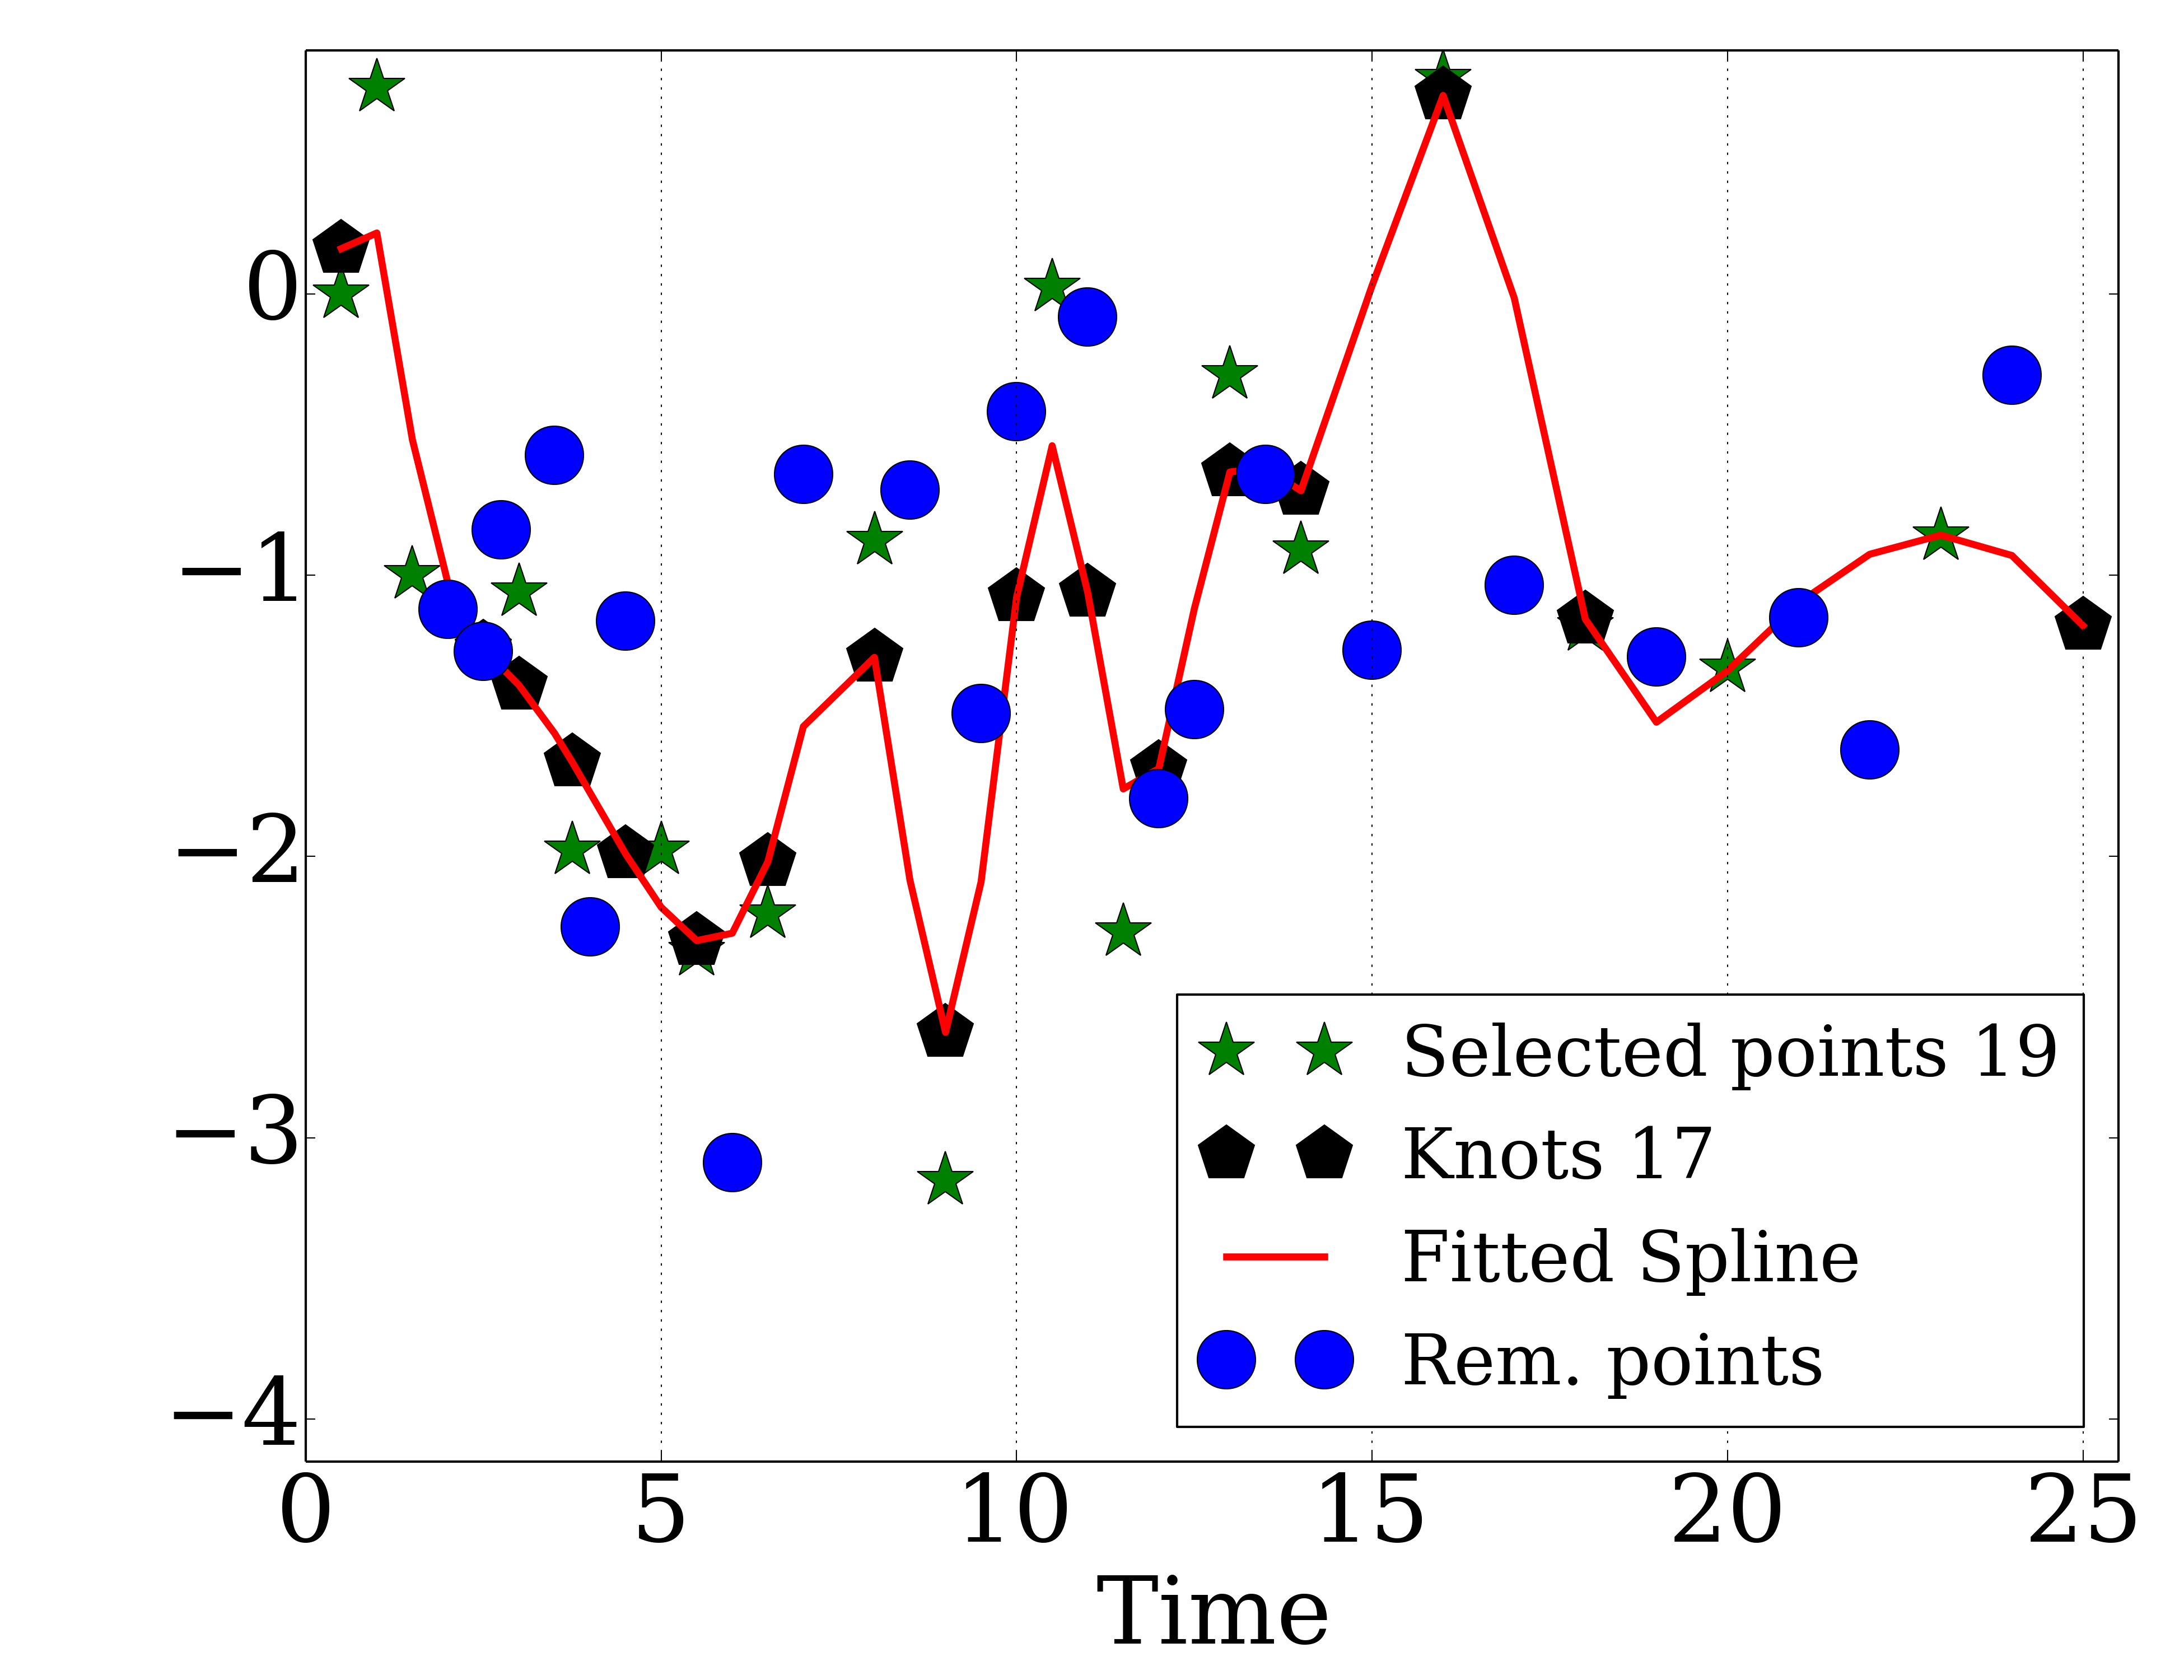 0
−1
−2
−3
−4
Selected points 19
Knots 17
Fitted Spline
Rem. points
0 5 10 15 20 25
Time